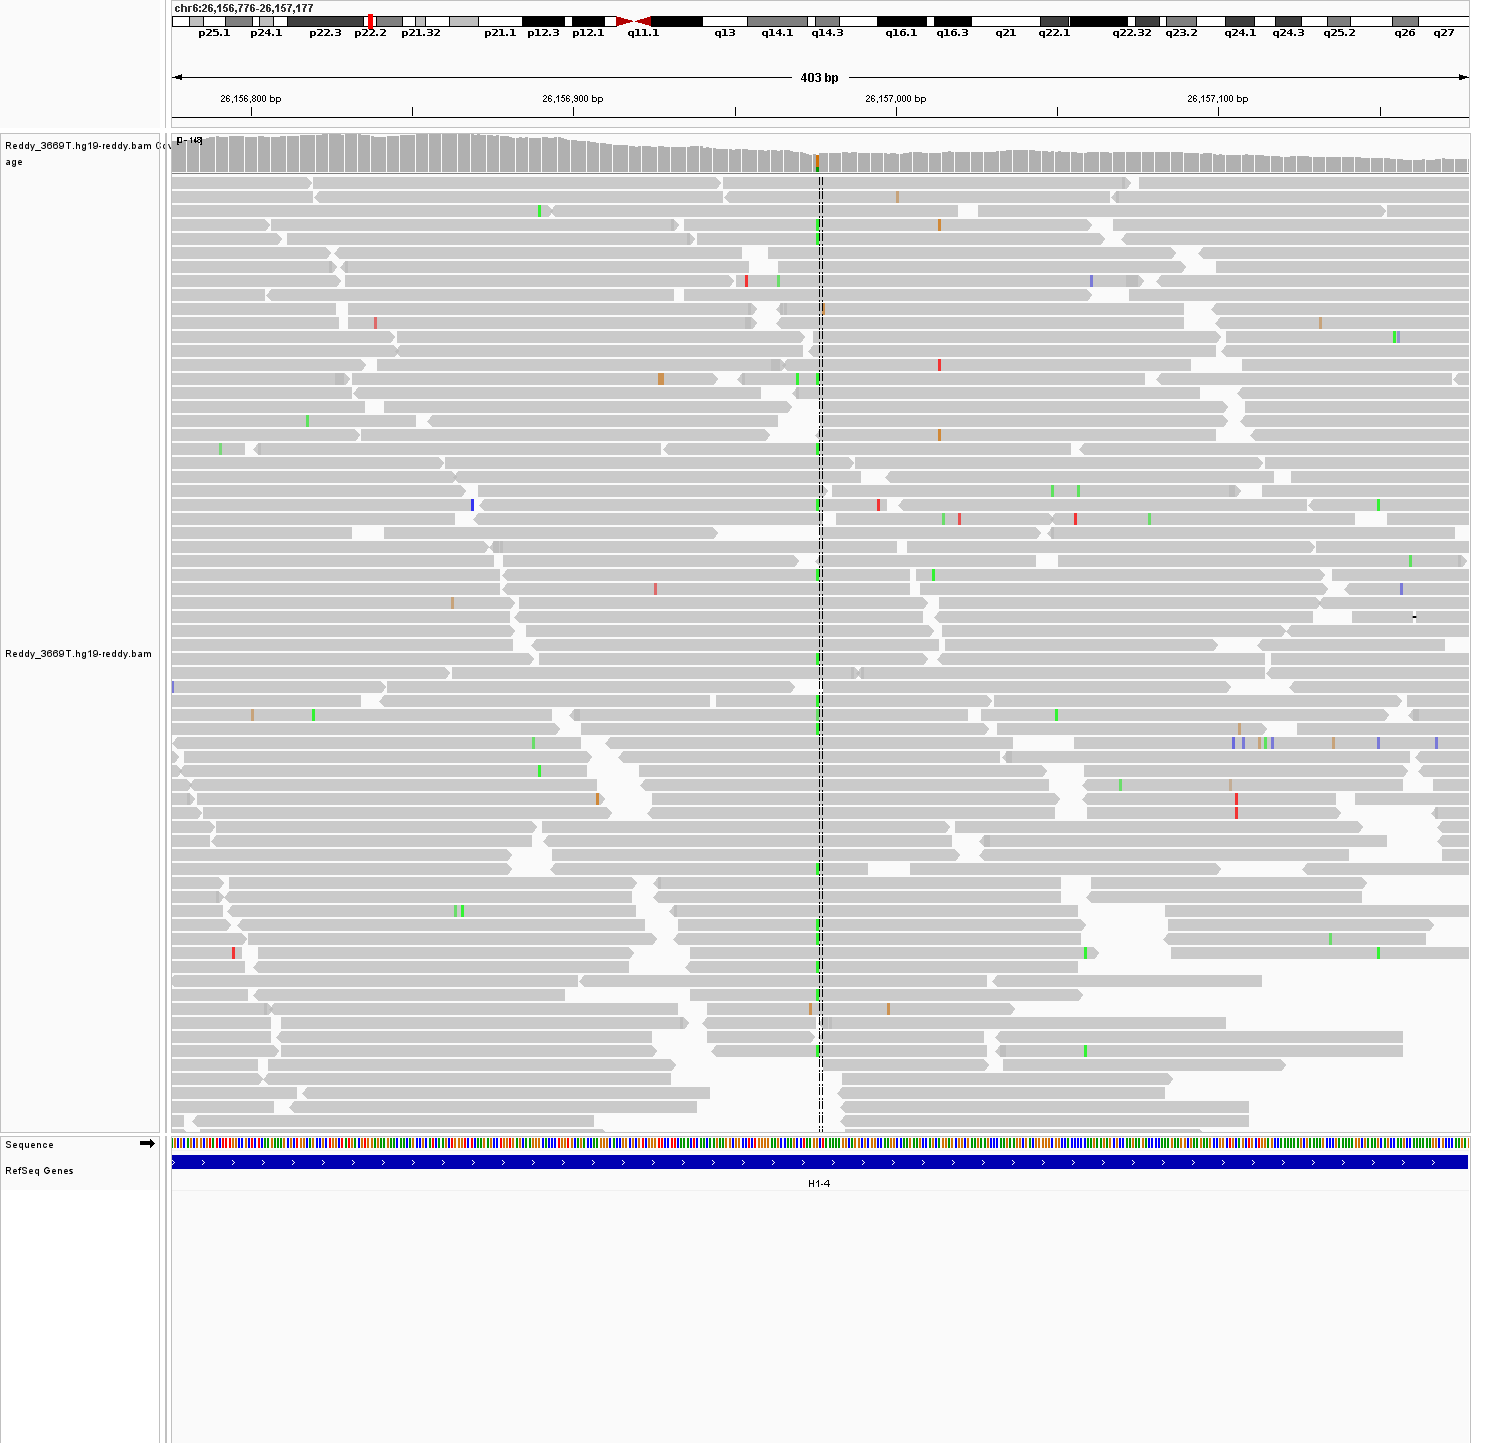 chr6:26,156,776-26,157,177
p25.1 p24.1 p22.3 p22.2 p21.32 p21.1 p12.3 p12.1 q11.1 q13 q14.1 q14.3 q16.1 q16.3 q21 q22.1 q22.32 q23.2 q24.1 q24.3 q25.2 q26 q27
403 bp
26,156,800 bp 26,156,900 bp 26,157,000 bp 26,157,100 bp
Reddy_3669T.hg19-reddy.bam Cov
age
Reddy_3669T.hg19-reddy.bam
Sequence
RefSeq Genes
H1-4